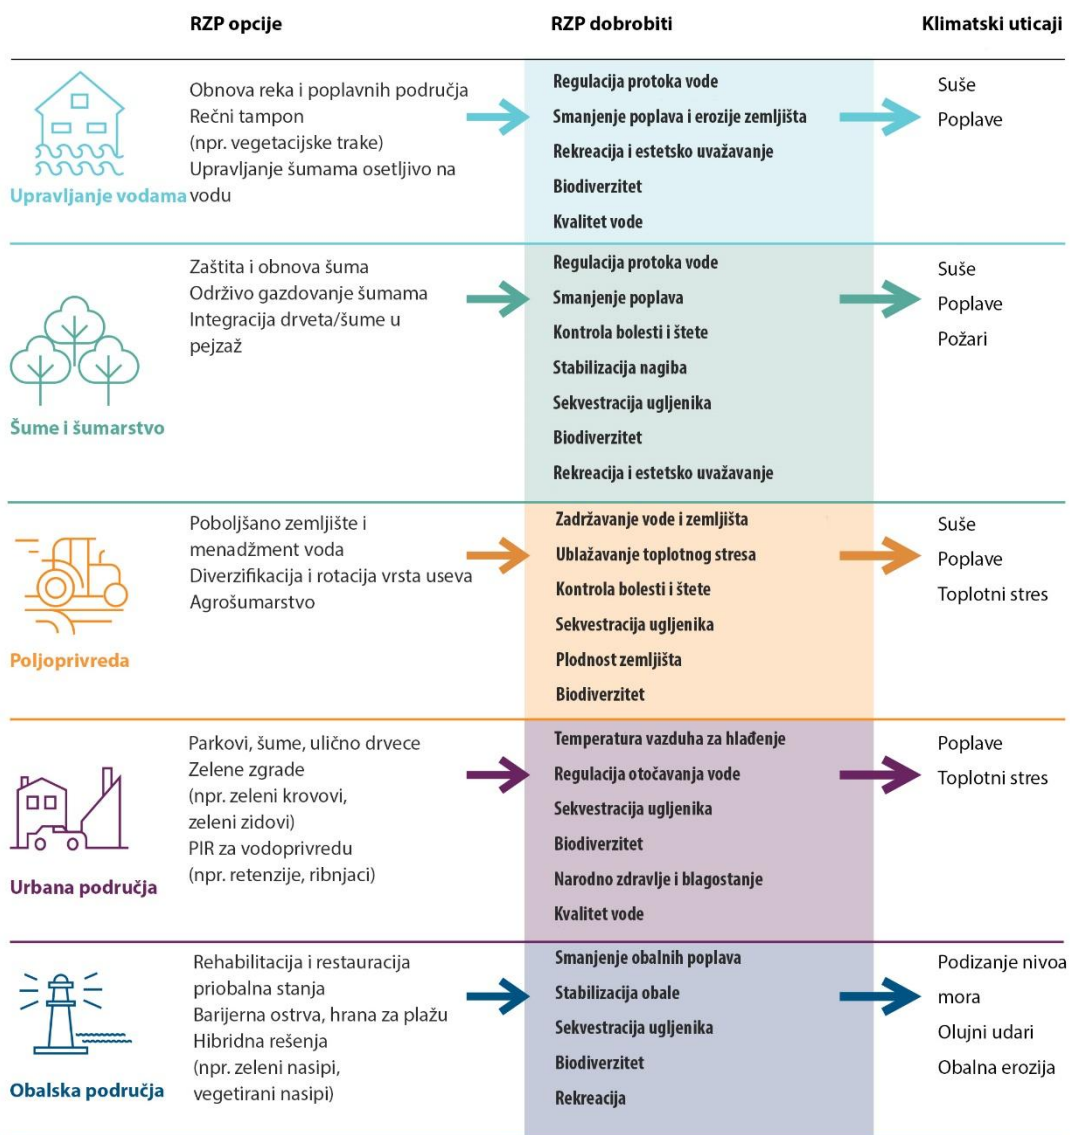 RZP opcije
RZP dobrobiti
Klimatski uticaji
Upravljanje vodama
Obnova reka i poplavnih područja
Rečni tampon
(npr. vegetacijske trake)
Upravljanje šumama osetljivo na
vodu
Regulacija protoka vode
Smanjenje poplava i erozije zemljišta
Rekreacija i estetsko uvažavanje
Biodiverzitet
Kvalitet vode
Suše
Poplave
Šume i šumarstvo
Zaštita i obnova šuma
Održivo gazdovanje šumama
Integracija drveta/šume u
pejzaž
Regulacija protoka vode
Smanjenje poplava
Kontrola bolesti i štete
Stabilizacija nagiba
Sekvestracija ugljenika
Biodiverzitet
Rekreacija i estetsko uvažavanje
Suše
Poplave
Požari
Poljoprivreda
Poboljšano zemljište i
menadžment voda
Diverzifikacija i rotacija vrsta useva
Agrošumarstvo
Zadržavanje vode i zemljišta
Ublažavanje toplotnog stresa
Kontrola bolesti i štete
Sekvestracija ugljenika
Plodnost zemljišta
Biodiverzitet
Suše
Poplave
Toplotni stres
Urbana područja
Parkovi, šume, ulično drvece
Zelene zgrade
(npr. zeleni krovovi,
zeleni zidovi)
PIR za vodoprivredu
(npr. retenzije, ribnjaci)
Temperatura vazduha za hlađenje
Regulacija otočavanja vode
Sekvestracija ugljenika
Biodiverzitet
Narodno zdravlje i blagostanje
Kvalitet vode
Poplave
Toplotni stres
Obalska područja
Rehabilitacija i restauracija
priobalna stanja
Barijerna ostrva, hrana za plažu
Hibridna rešenja
(npr. zeleni nasipi,
vegetirani nasipi)
Smanjenje obalnih poplava
Stabilizacija obale
Sekvestracija ugljenika
Biodiverzitet
Rekreacija
Podizanje nivoa
mora
Olujni udari
Obalna erozija